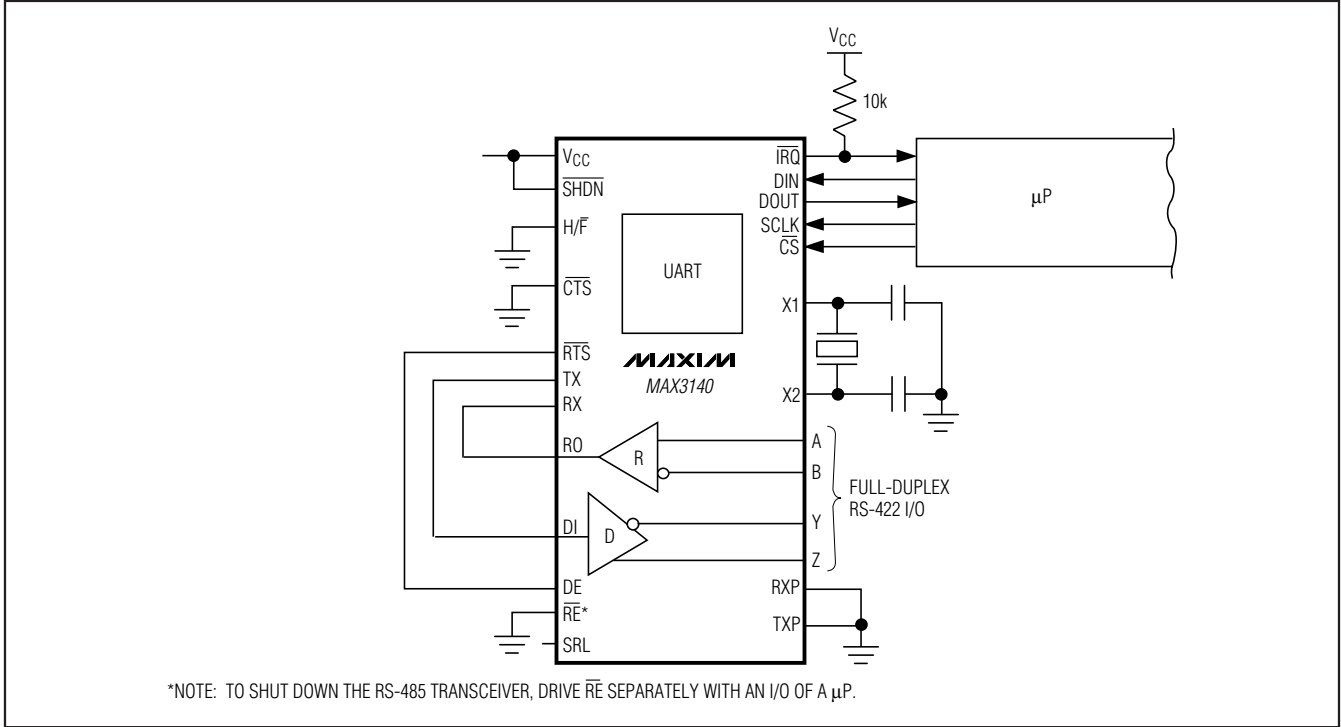 VCC
10k
VCC
SHDN
H/F
CTS
RTS
TX
RX
RO
DI
DE
RE*
SRL
UART
MAXIM
MAX3140
R
D
IRQ
DIN
DOUT
SCLK
CS
X1
X2
A
B
Y
Z
RXP
TXP
µP
FULL-DUPLEX
RS-422 I/O
*NOTE: TO SHUT DOWN THE RS-485 TRANSCEIVER, DRIVE RE SEPARATELY WITH AN I/O OF A µP.